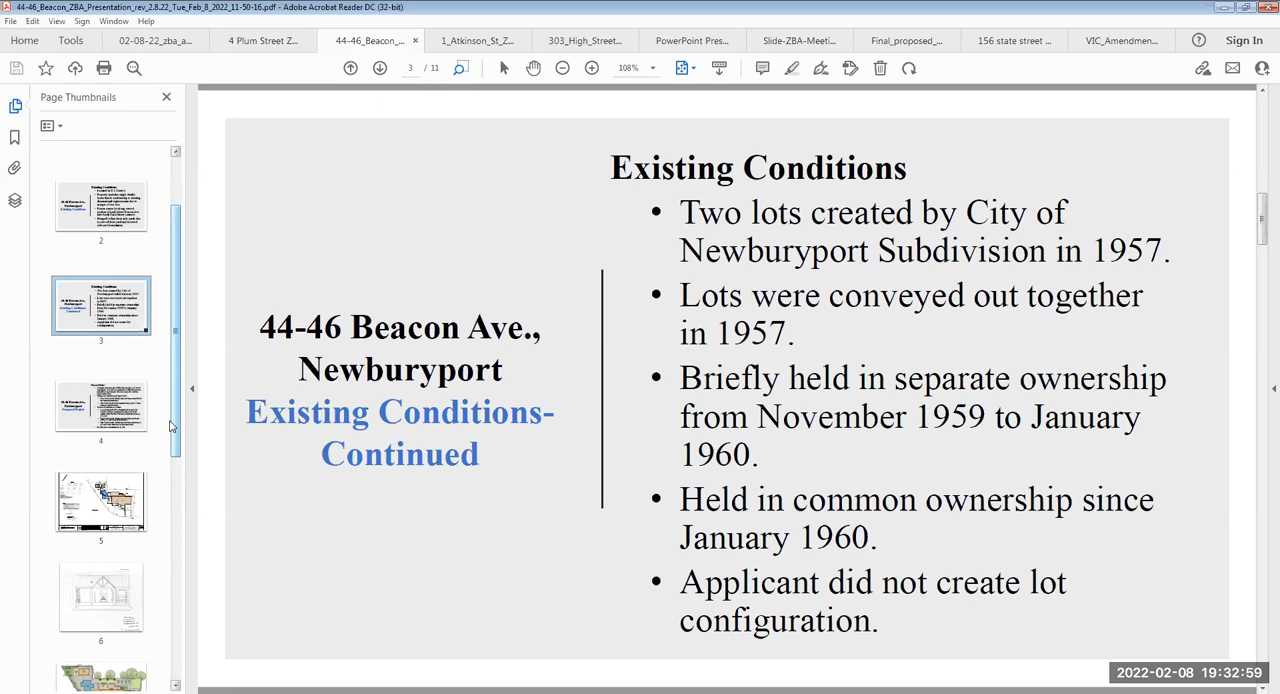 44-46_Beacon_ZBA_Presentation_rev_2.8.22_Tue_Feb_8_2022_11-50-16.pdf - Adobe Acrobat Reader DC (32-bit)
File Edit View Sign Window Help
Home Tools 02-08-22_zba_a... 4 Plum Street Z... 44-46_Beacon_... × 1_Atkinson_St_Z... 303_High_Street... PowerPoint Pres... Slide-ZBA-Meeti... Final_proposed_... 156 state street ... VIC_Amendmen... Sign In
3 / 11 108%
Page Thumbnails
2
3
4
5
6
44-46 Beacon Ave.,
Newburyport
Existing Conditions-
Continued
Existing Conditions
• Two lots created by City of
Newburyport Subdivision in 1957.
• Lots were conveyed out together
in 1957.
• Briefly held in separate ownership
from November 1959 to January
1960.
• Held in common ownership since
January 1960.
• Applicant did not create lot
configuration.
2022-02-08 19:32:59